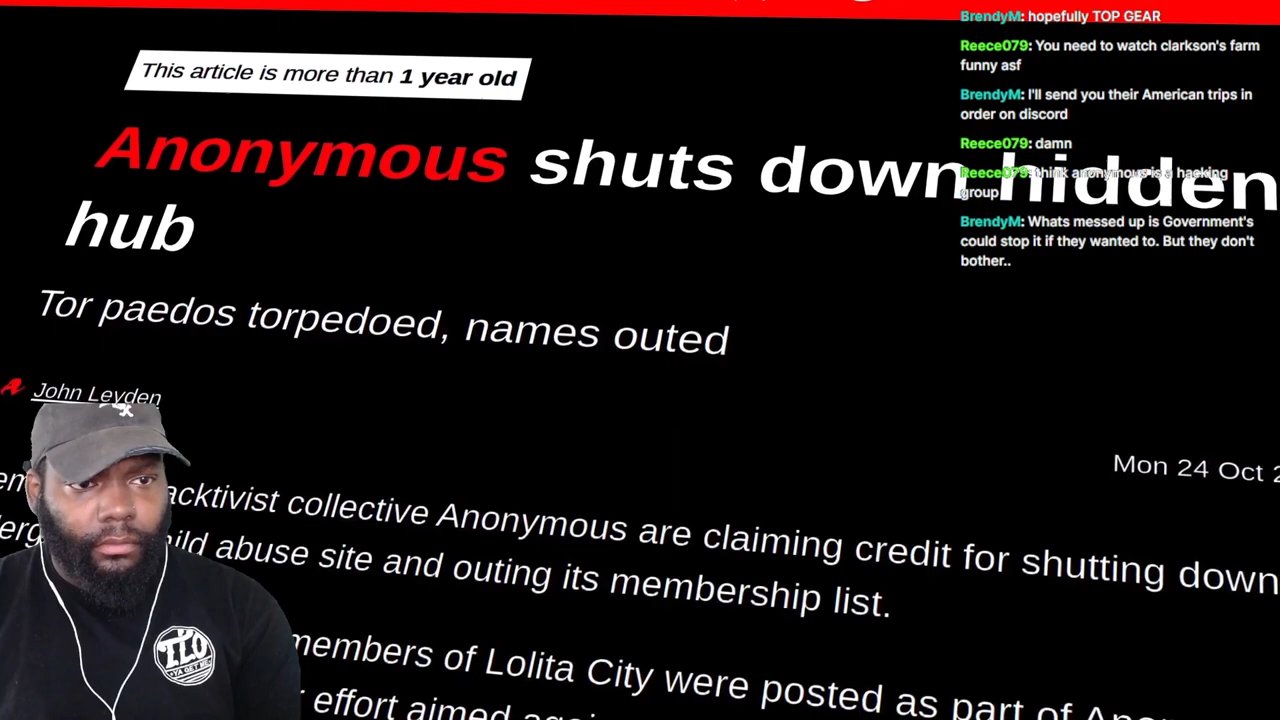 This article is more than 1 year old
Anonymous shuts down hidden
hub
Tor paedos torpedoed, names outed
John Leyden
Mon 24 Oct
acktivist collective Anonymous are claiming credit for shutting down
ild abuse site and outing its membership list.
members of Lolita City were posted as part of
effort aimed
BrendyM: hopefully TOP GEAR
Reece079: You need to watch clarkson's farm
funny asf
BrendyM: I'll send you their American trips in
order on discord
Reece079: damn
Reece079: think anonymous is a hacking
group
BrendyM: Whats messed up is Government's
could stop it if they wanted to. But they don't
bother..
TLO
YA GET ME